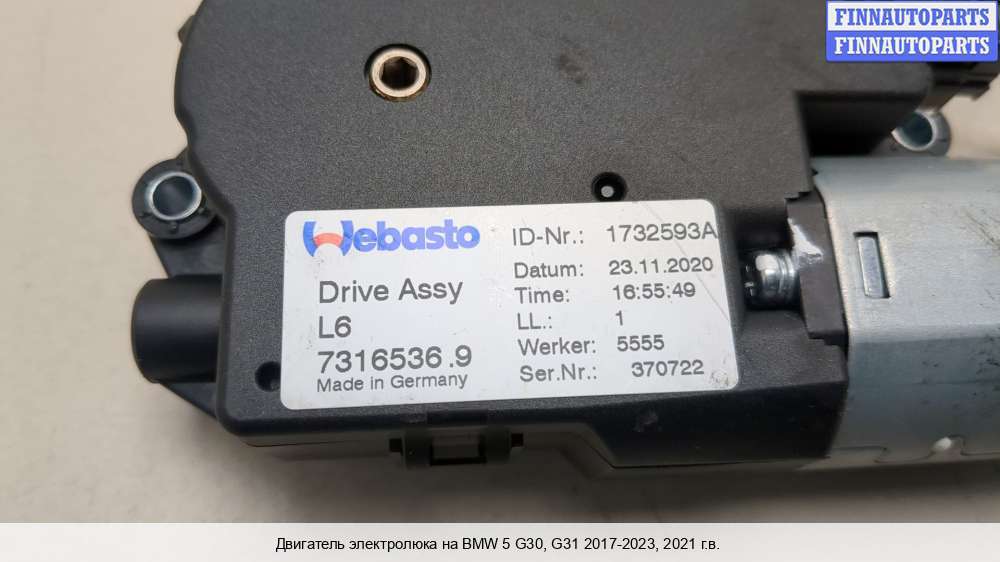 FINNAUTOPARTS
FINNAUTOPARTS
Webasto
Drive Assy
L6
7316536.9
Made in Germany
ID-Nr.: 1732593A
Datum: 23.11.2020
Time: 16:55:49
LL.: 1
Werker: 5555
Ser.Nr.: 370722
Двигатель электролюка на BMW 5 G30, G31 2017-2023, 2021 г.в.